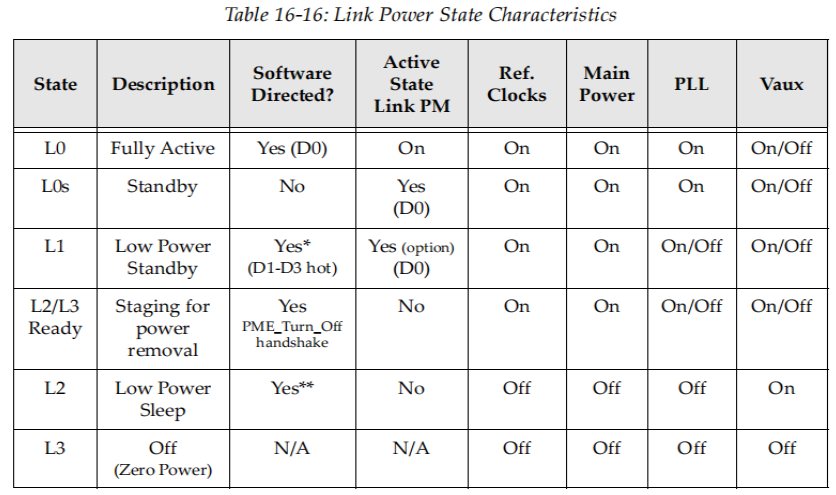 Table 16-16: Link Power State Characteristics
State Description Software Directed? Active State Link PM Ref. Clocks Main Power PLL Vaux
L0 Fully Active Yes (D0) On On On On On/Off
L0s Standby No Yes (D0) On On On On/Off
L1 Low Power Standby Yes* (D1-D3 hot) Yes (option) (D0) On On On/Off On/Off
L2/L3 Ready Staging for power removal Yes PME_Turn_Off handshake No On On On/Off On/Off
L2 Low Power Sleep Yes** No Off Off Off On
L3 Off (Zero Power) N/A N/A Off Off Off Off